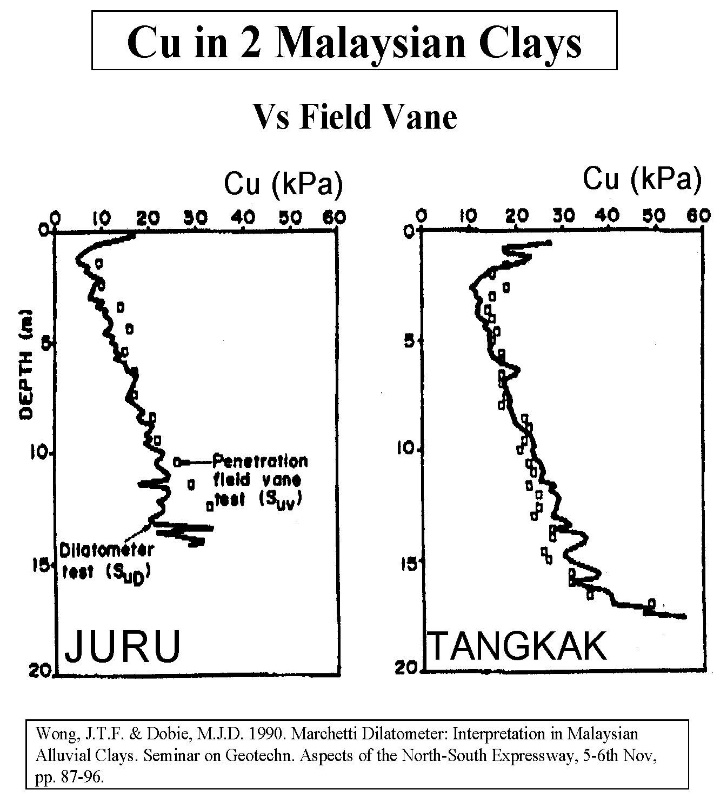 Cu in 2 Malaysian Clays
Vs Field Vane
Cu (kPa)
0 10 20 30 40 50 60
0
5
10
15
20
DEPTH (m)
Penetration
field vane
test (Suv)
Dilatometer
test (SuD)
JURU
Cu (kPa)
0 10 20 30 40 50 60
0
5
10
15
20
TANGKAK
Wong, J.T.F. & Dobie, M.J.D. 1990. Marchetti Dilatometer: Interpretation in Malaysian
Alluvial Clays. Seminar on Geotechn. Aspects of the North-South Expressway, 5-6th Nov,
pp. 87-96.